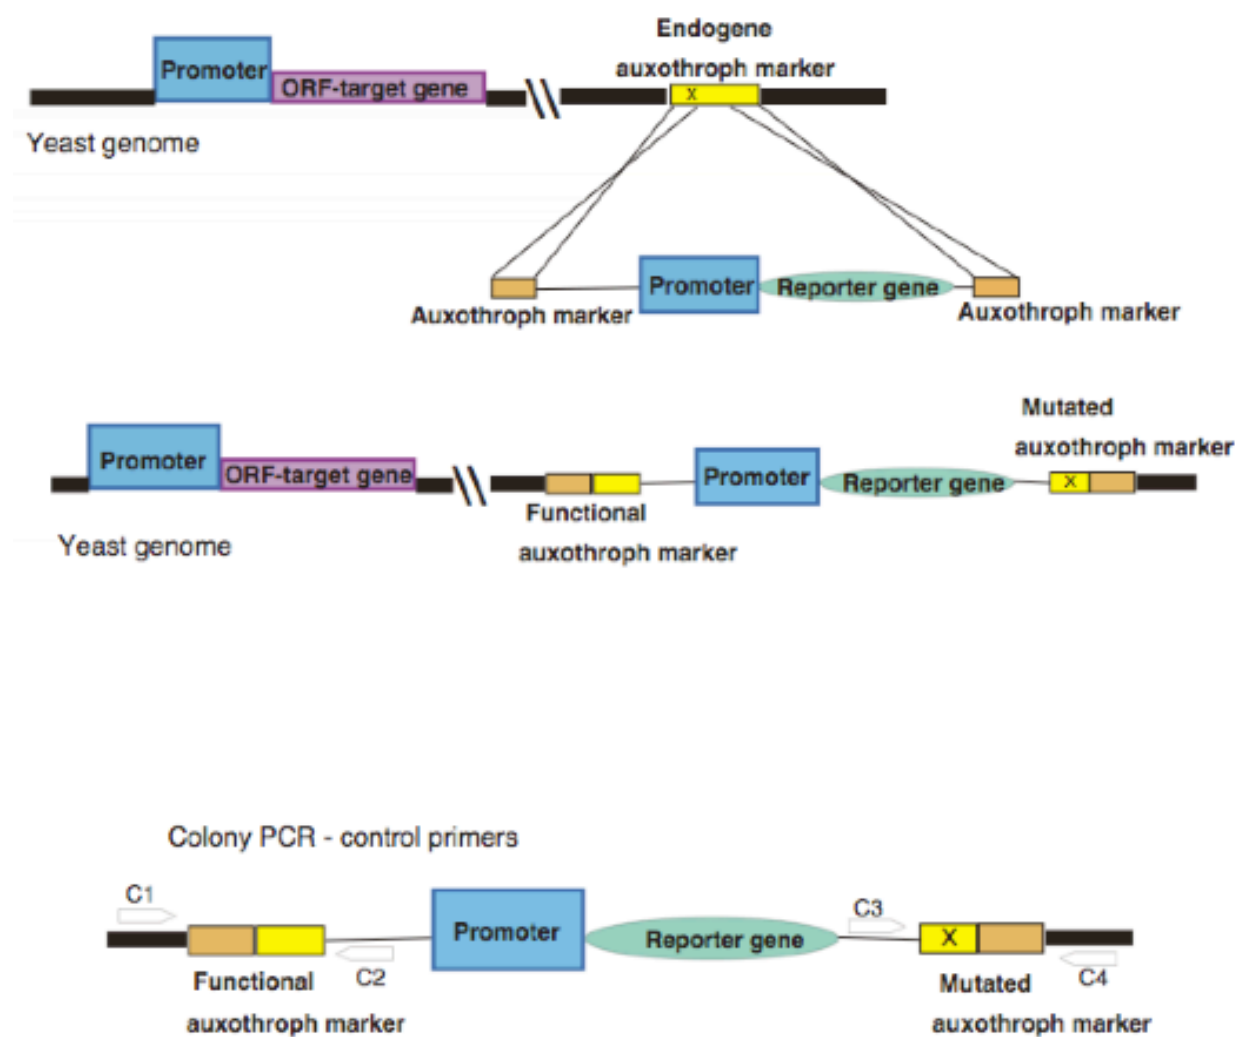 Endogene
auxothroph marker
Promoter
ORF-target gene
X
Yeast genome
Promoter
Reporter gene
Auxothroph marker
Auxothroph marker
Mutated
auxothroph marker
Promoter
ORF-target gene
Promoter
Reporter gene
X
Functional
auxothroph marker
Yeast genome
Colony PCR - control primers
C1
C2
Promoter
Reporter gene
C3
X
C4
Functional
auxothroph marker
Mutated
auxothroph marker